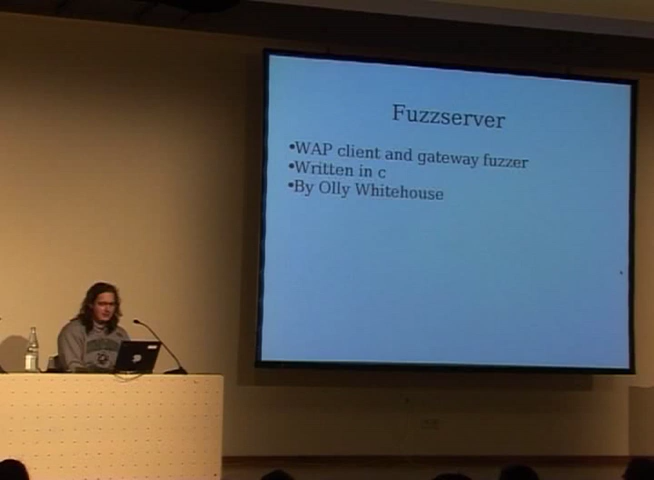 Fuzzserver
•WAP client and gateway fuzzer
•Written in c
•By Olly Whitehouse